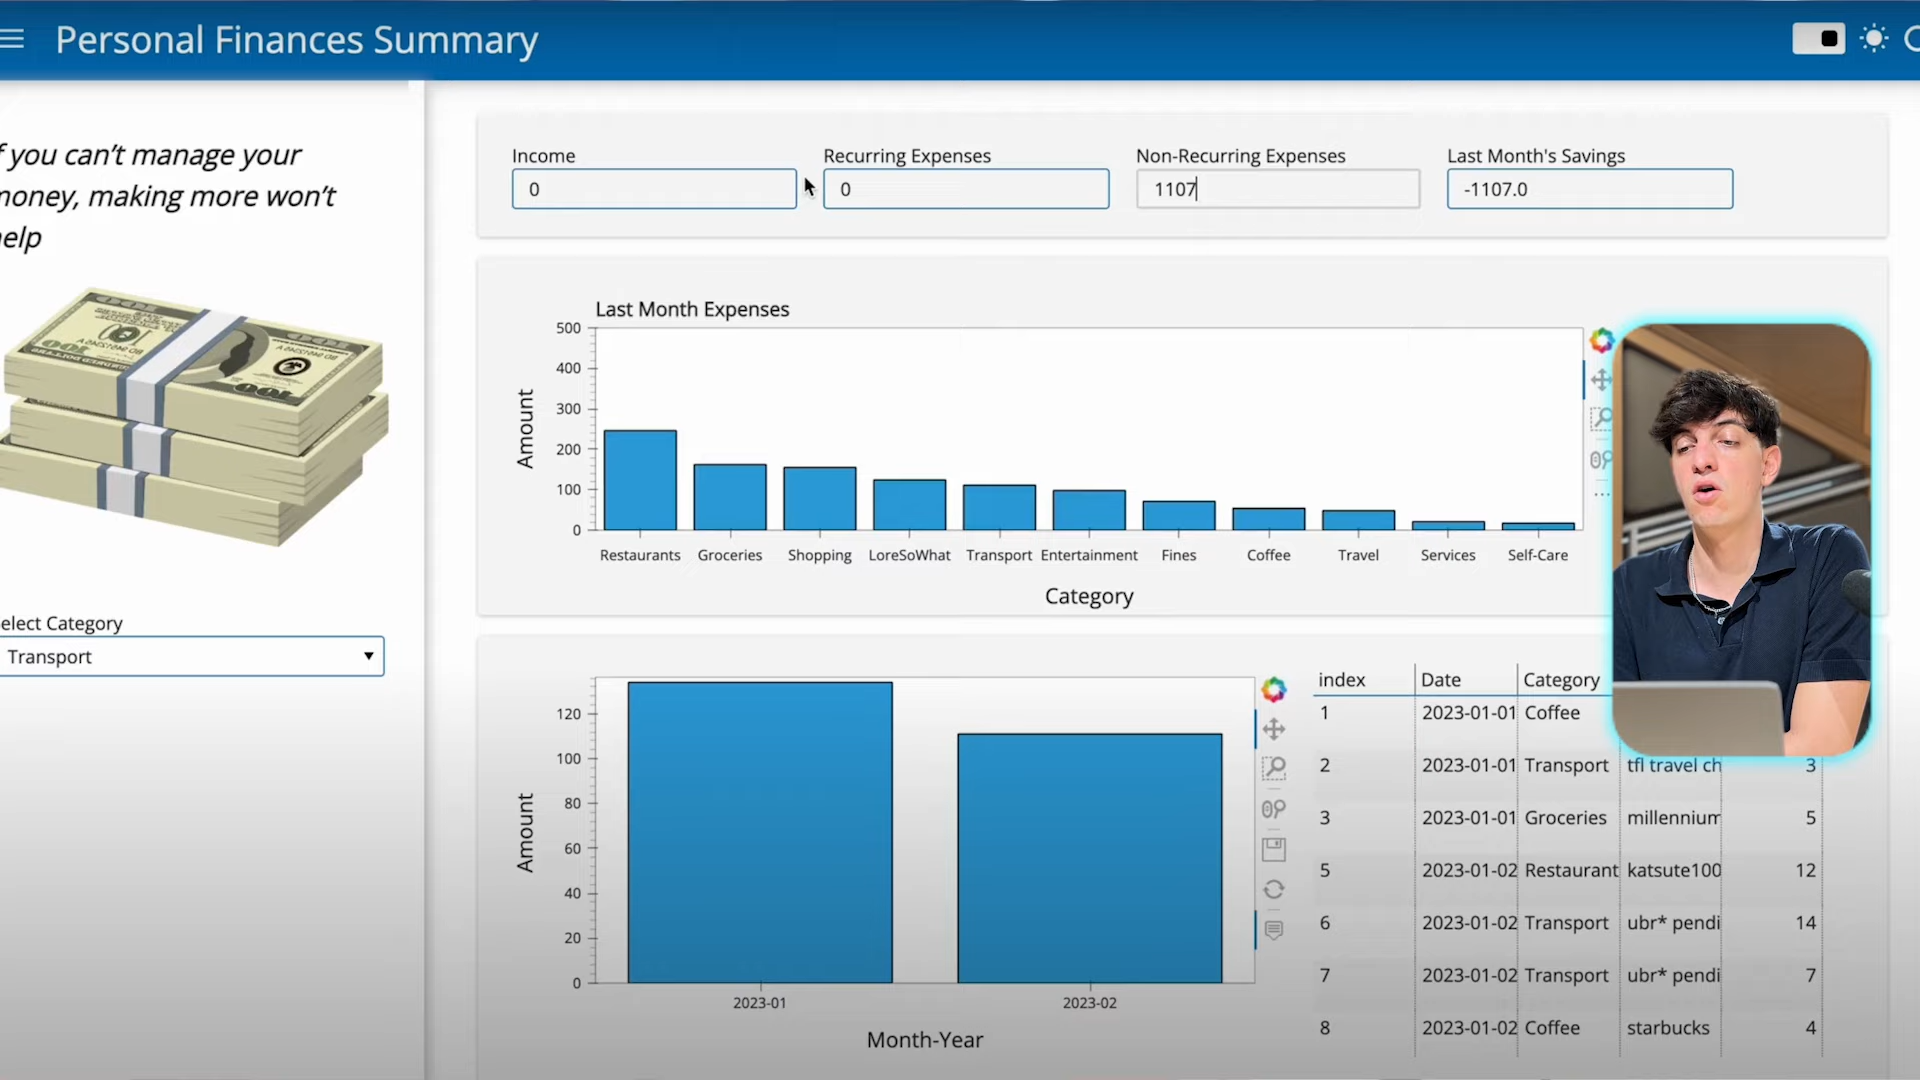 Personal Finances Summary
f you can't manage your
money, making more won't
elp
Income
Recurring Expenses
Non-Recurring Expenses
Last Month's Savings
0
0
1107
-1107.0
Last Month Expenses
500
400
300
200
100
0
Amount
Restaurants
Groceries
Shopping
LoreSoWhat
Transport
Entertainment
Fines
Coffee
Travel
Services
Self-Care
Category
elect Category
Transport
120
100
80
60
40
20
0
Amount
2023-01
2023-02
Month-Year
index Date Category
1 2023-01-01 Coffee
2 2023-01-01 Transport tfl travel ch 3
3 2023-01-01 Groceries millennium 5
5 2023-01-02 Restaurant katsute100 12
6 2023-01-02 Transport ubr* pendi 14
7 2023-01-02 Transport ubr* pendi 7
8 2023-01-02 Coffee starbucks 4